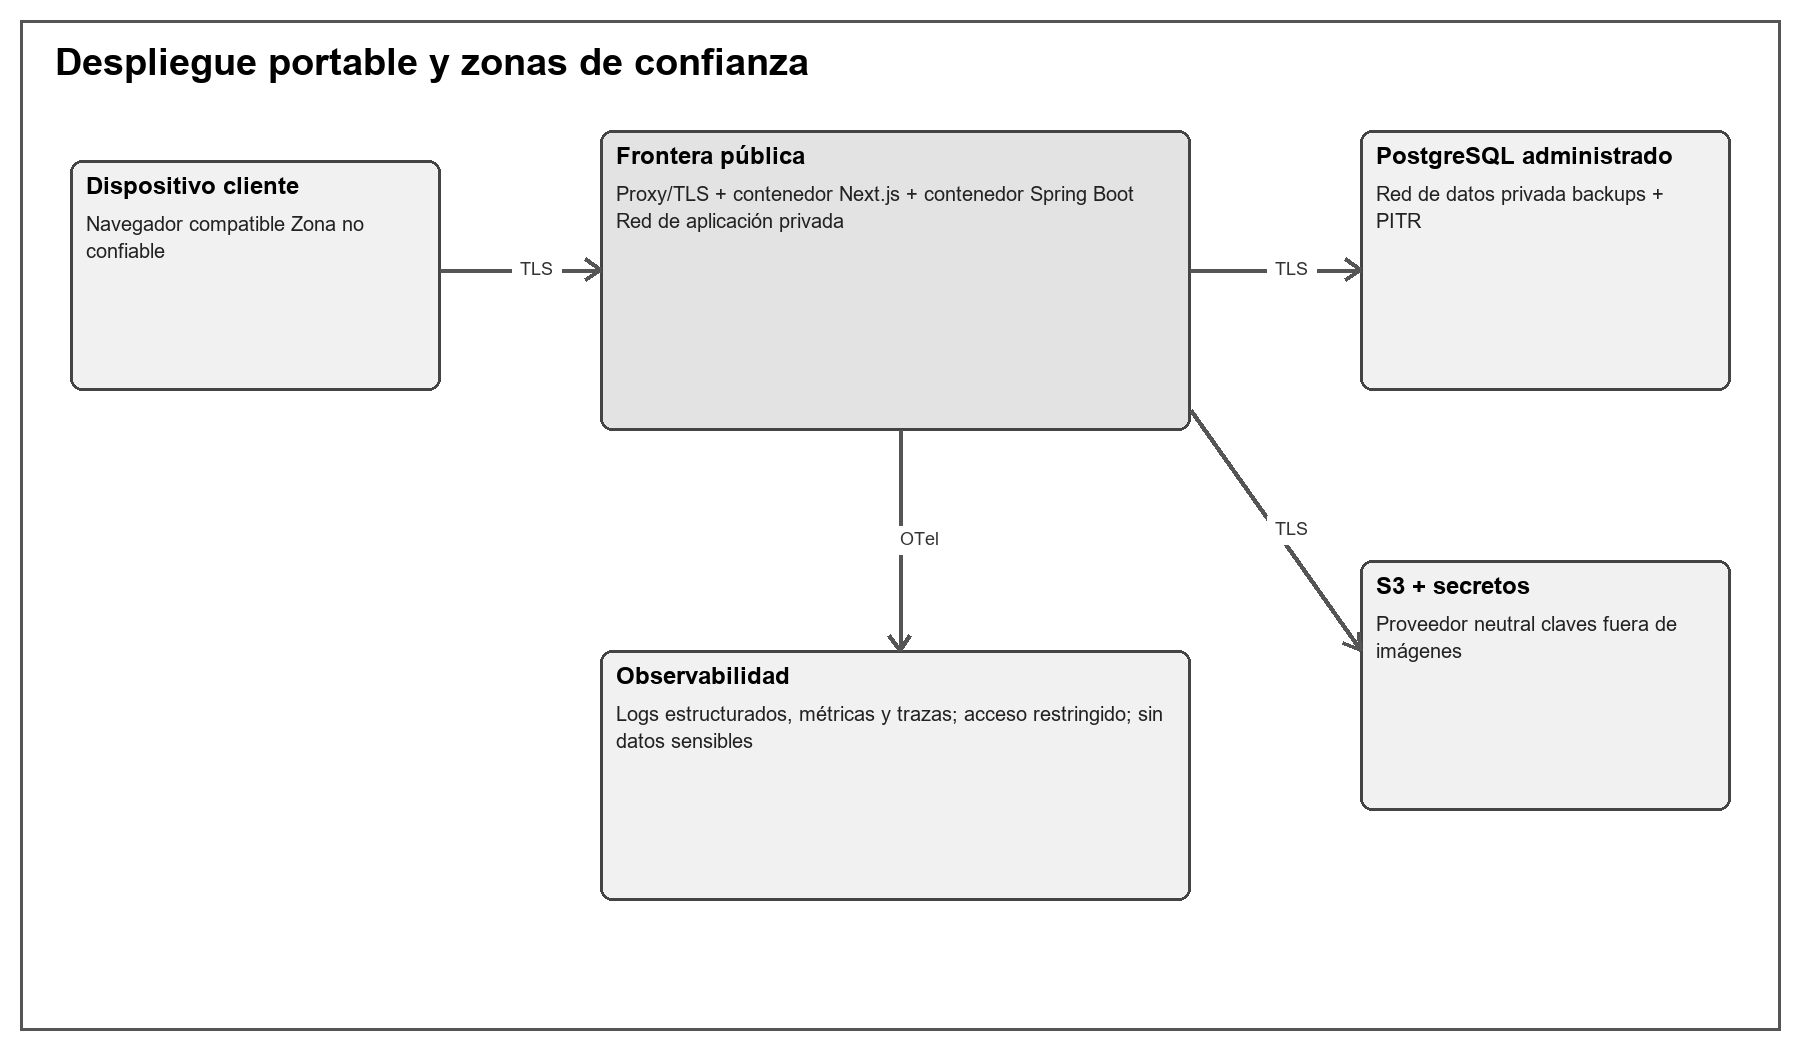 Despliegue portable y zonas de confianza
Dispositivo cliente
Navegador compatible Zona no
confiable
TLS
Frontera pública
Proxy/TLS + contenedor Next.js + contenedor Spring Boot
Red de aplicación privada
TLS
PostgreSQL administrado
Red de datos privada backups +
PITR
OTel
TLS
S3 + secretos
Proveedor neutral claves fuera de
imágenes
Observabilidad
Logs estructurados, métricas y trazas; acceso restringido; sin
datos sensibles